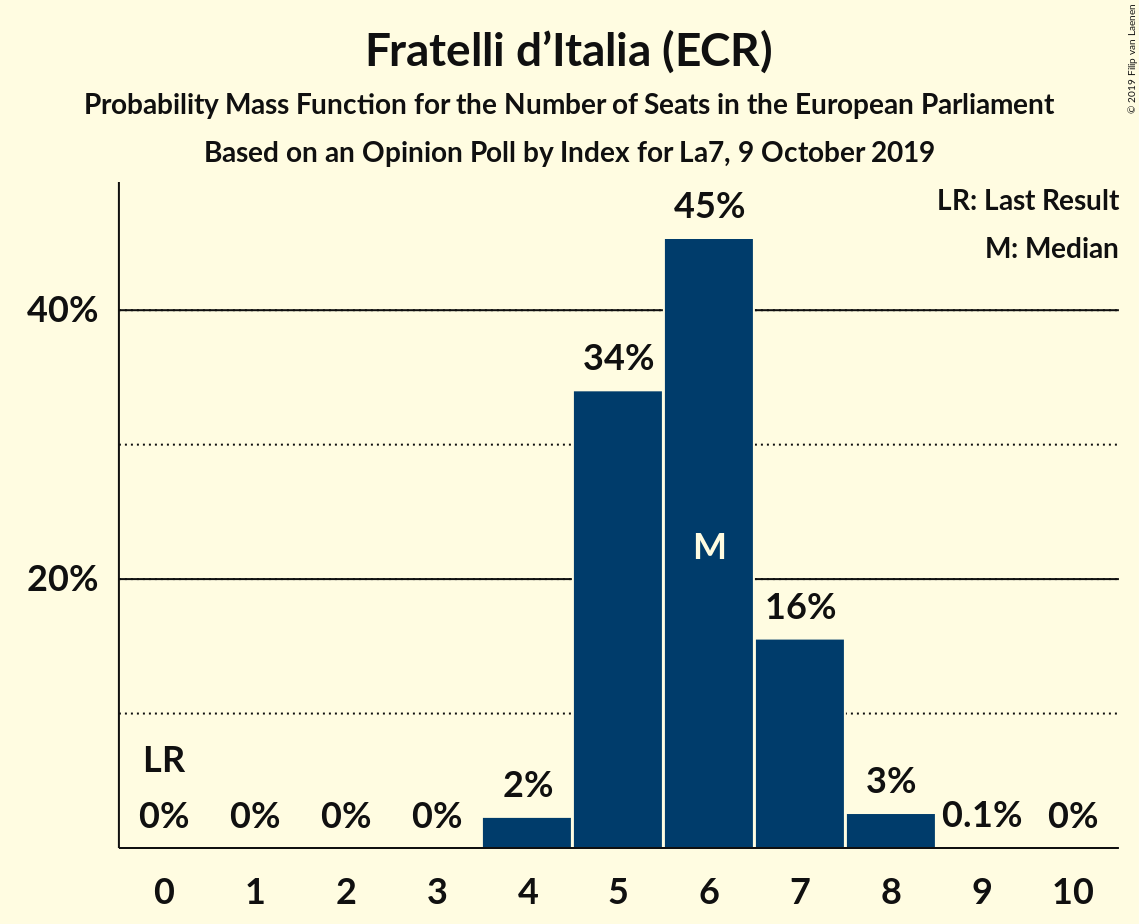 Fratelli d’Italia (ECR)
Probability Mass Function for the Number of Seats in the European Parliament
Based on an Opinion Poll by Index for La7, 9 October 2019
© 2019 Filip van Laenen
LR: Last Result
M: Median
45%
40%
34%
M
20%
16%
LR
0% 0% 0% 0% 2% 3% 0.1% 0%
0 1 2 3 4 5 6 7 8 9 10